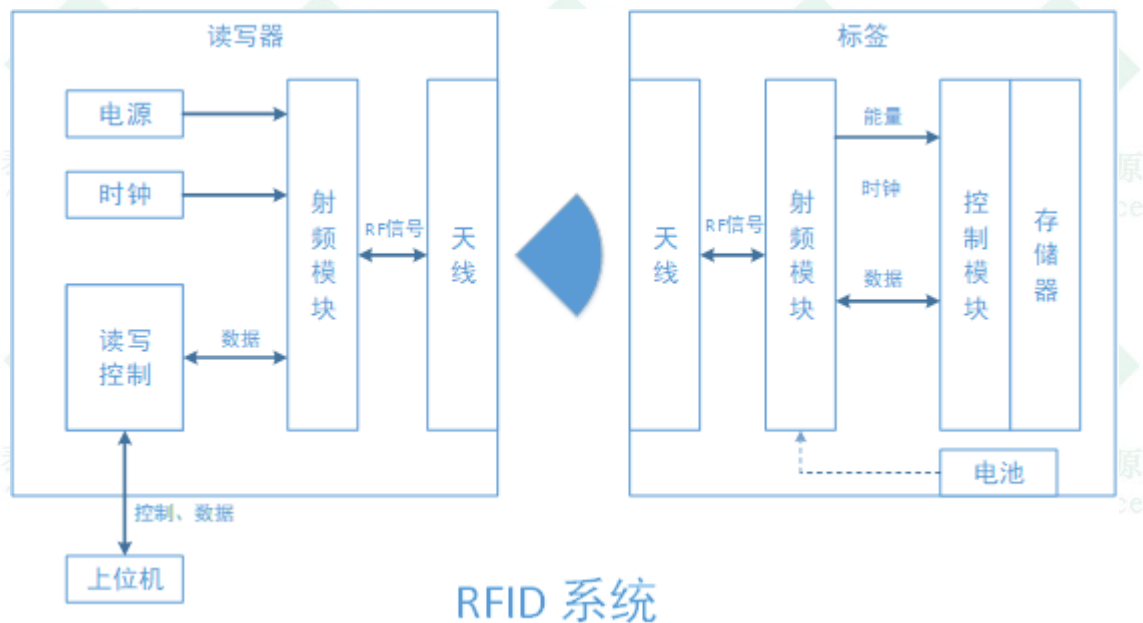 读写器
电源
时钟
读写
控制
数据
射频模块
RF信号
天线
控制、数据
上位机
标签
天线
RF信号
射频模块
能量
时钟
数据
控制模块
存储器
电池
RFID 系统